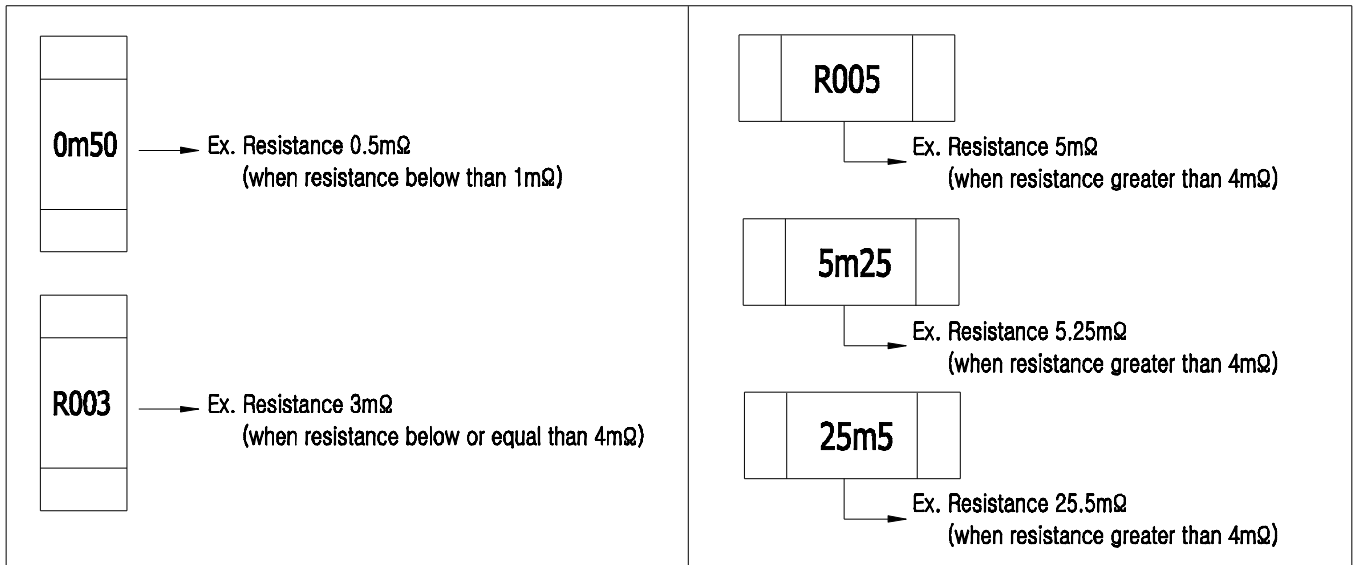 0m50
Ex. Resistance 0.5mΩ
(when resistance below than 1mΩ)
R003
Ex. Resistance 3mΩ
(when resistance below or equal than 4mΩ)
R005
Ex. Resistance 5mΩ
(when resistance greater than 4mΩ)
5m25
Ex. Resistance 5.25mΩ
(when resistance greater than 4mΩ)
25m5
Ex. Resistance 25.5mΩ
(when resistance greater than 4mΩ)